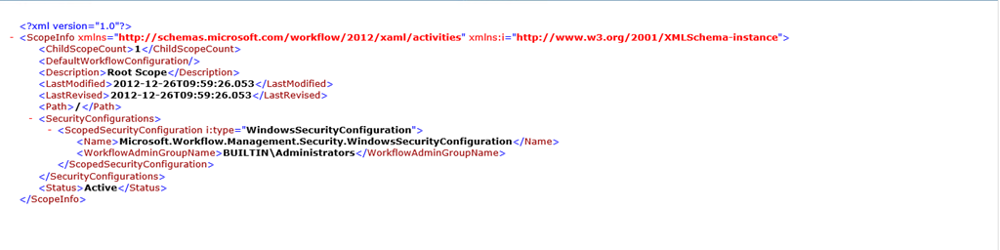 <?xml version="1.0"?>
- <ScopeInfo xmlns="http://schemas.microsoft.com/workflow/2012/xaml/activities" xmlns:i="http://www.w3.org/2001/XMLSchema-instance">
<ChildScopeCount>1</ChildScopeCount>
<DefaultWorkflowConfiguration/>
<Description>Root Scope</Description>
<LastModified>2012-12-26T09:59:26.053</LastModified>
<LastRevised>2012-12-26T09:59:26.053</LastRevised>
<Path>/</Path>
- <SecurityConfigurations>
- <ScopedSecurityConfiguration i:type="WindowsSecurityConfiguration">
<Name>Microsoft.Workflow.Management.Security.WindowsSecurityConfiguration</Name>
<WorkflowAdminGroupName>BUILTIN\Administrators</WorkflowAdminGroupName>
</ScopedSecurityConfiguration>
</SecurityConfigurations>
<Status>Active</Status>
</ScopeInfo>